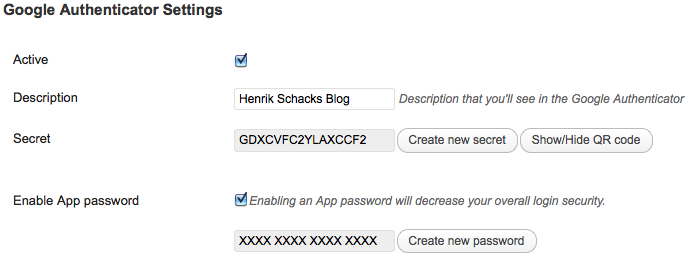 Google Authenticator Settings
Active
Description Henrik Schacks Blog Description that you'll see in the Google Authenticator
Secret GDXCVFC2YLAXCCF2 Create new secret Show/Hide QR code
Enable App password Enabling an App password will decrease your overall login security.
XXXX XXXX XXXX XXXX Create new password